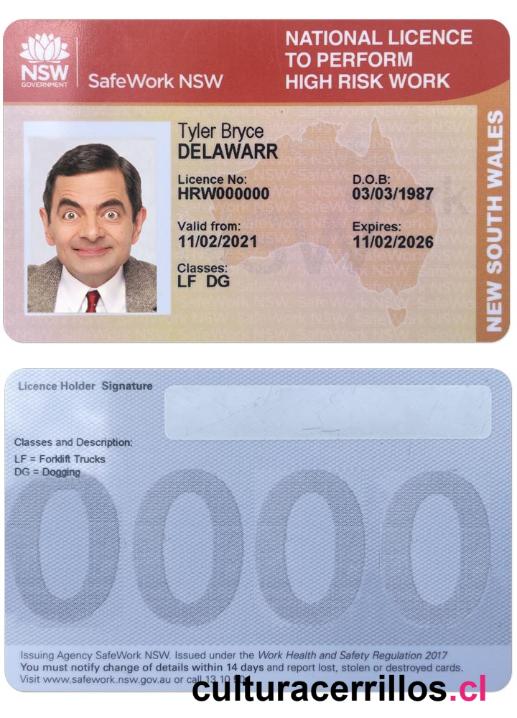 NSW
GOVERNMENT
SafeWork NSW
NATIONAL LICENCE
TO PERFORM
HIGH RISK WORK
Tyler Bryce
DELAWARR
Licence No:
HRW000000
D.O.B:
03/03/1987
Valid from:
11/02/2021
Expires:
11/02/2026
Classes:
LF DG
NEW SOUTH WALES
Licence Holder Signature
Classes and Description:
LF = Forklift Trucks
DG = Dogging
0000
Issuing Agency SafeWork NSW. Issued under the Work Health and Safety Regulation 2017
You must notify change of details within 14 days and report lost, stolen or destroyed cards.
Visit www.safework.nsw.gov.au or call 13 10
culturacerrillos.cl